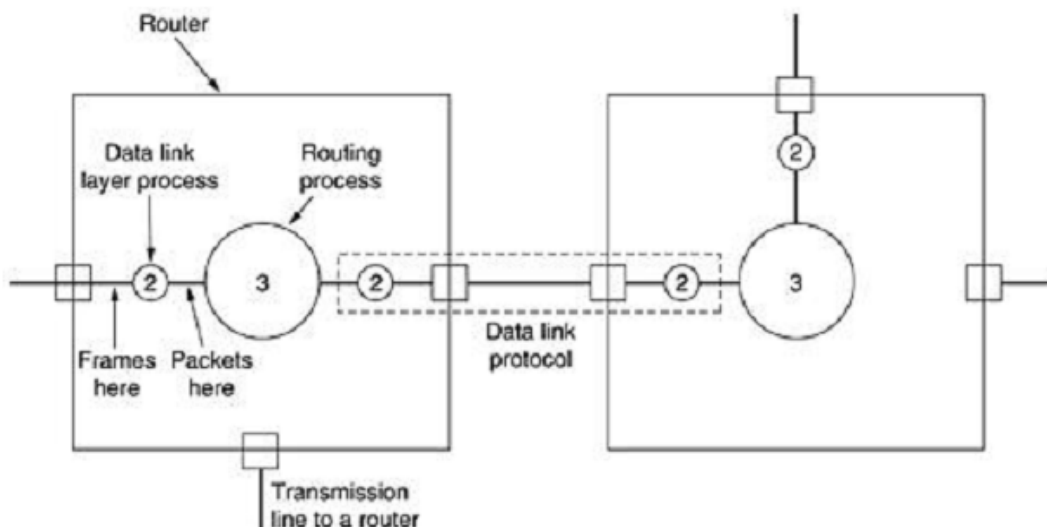 Router
Data link
layer process
Routing
process
2
2
3
2
2
3
Frames
here
Packets
here
Data link
protocol
Transmission
line to a router